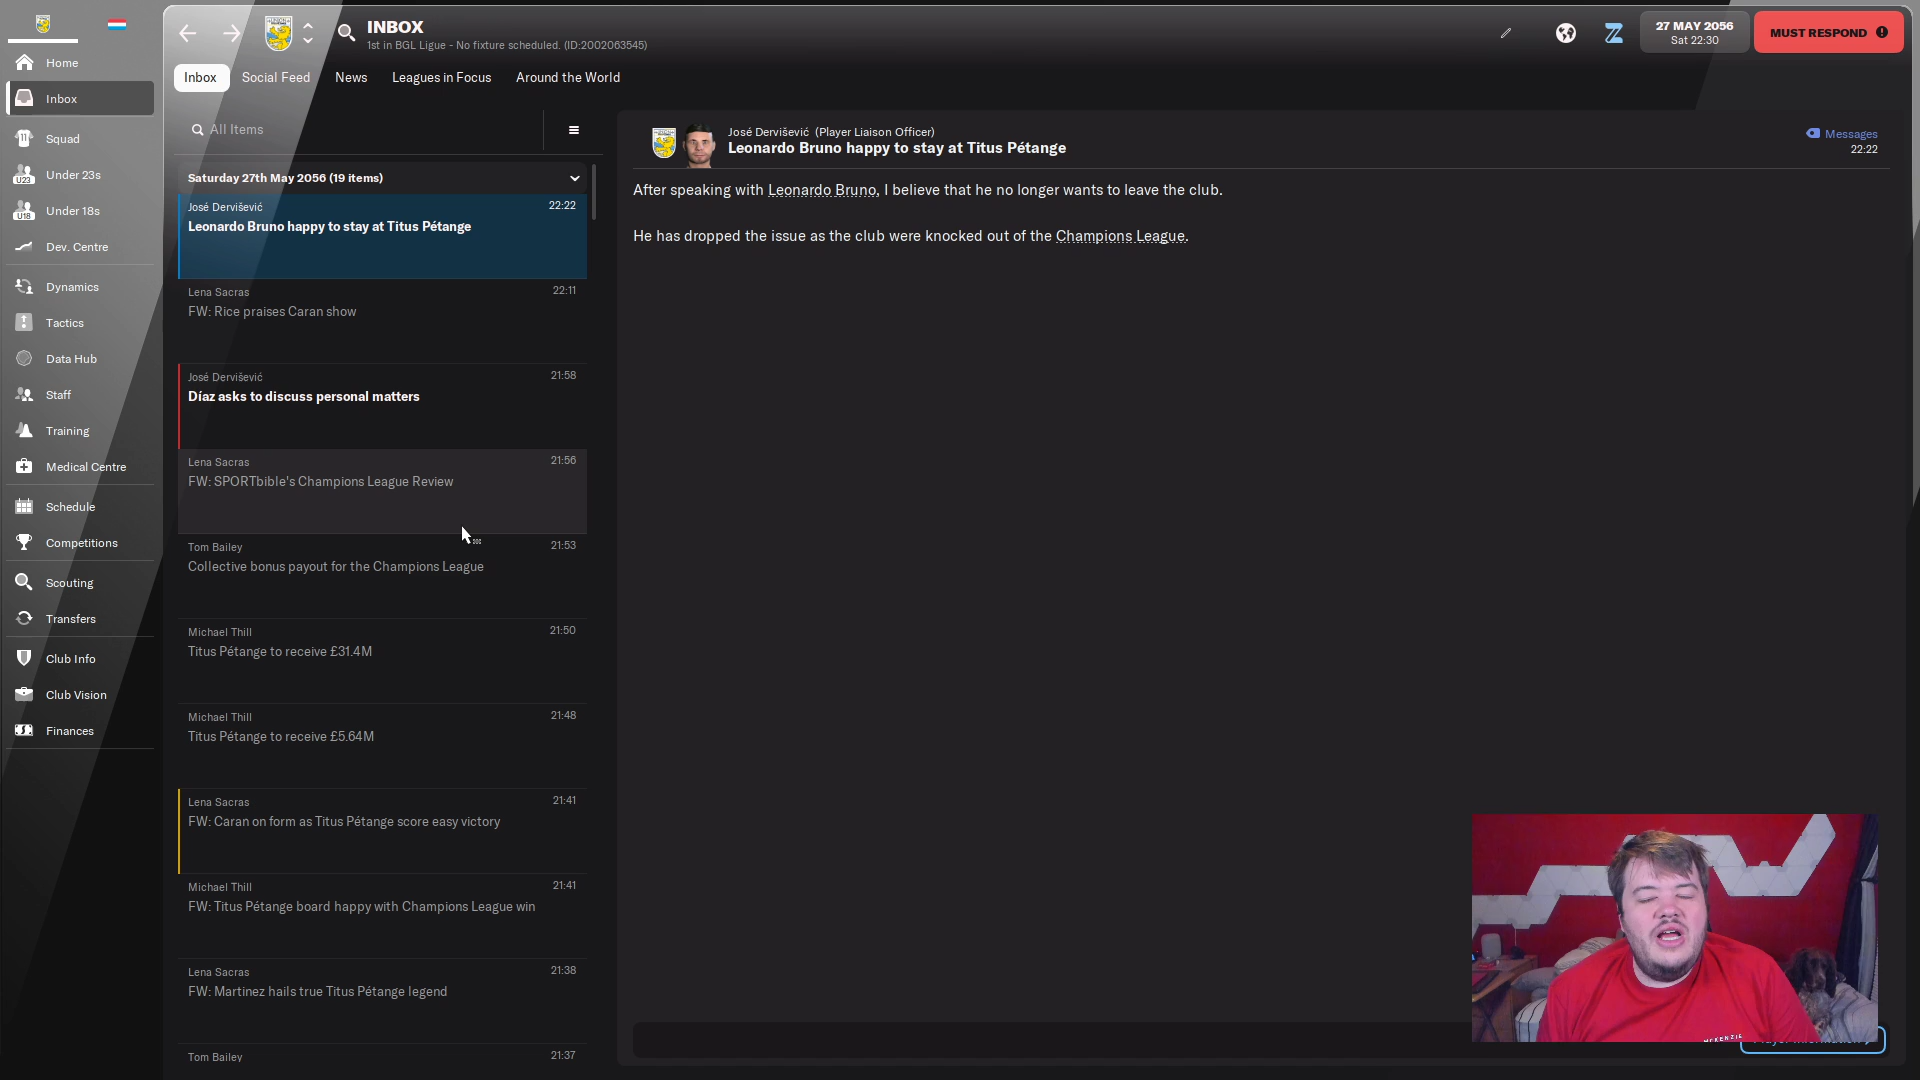 INBOX
1st in BGL Ligue - No fixture scheduled. (ID:2002063545)
27 MAY 2056
Sat 22:30
MUST RESPOND
Home
Inbox
Squad
Under 23s
Under 18s
Dev. Centre
Dynamics
Tactics
Data Hub
Staff
Training
Medical Centre
Schedule
Competitions
Scouting
Transfers
Club Info
Club Vision
Finances
11
U23
U18
Inbox
Social Feed
News
Leagues in Focus
Around the World
All Items
Saturday 27th May 2056 (19 items)
José Dervišević
22:22
Leonardo Bruno happy to stay at Titus Pétange
Lena Sacras
22:11
FW: Rice praises Caran show
José Dervišević
21:58
Díaz asks to discuss personal matters
Lena Sacras
21:56
FW: SPORTbible's Champions League Review
Tom Bailey
21:53
Collective bonus payout for the Champions League
Michael Thill
21:50
Titus Pétange to receive £31.4M
Michael Thill
21:48
Titus Pétange to receive £5.64M
Lena Sacras
21:41
FW: Caran on form as Titus Pétange score easy victory
Michael Thill
21:41
FW: Titus Pétange board happy with Champions League win
Lena Sacras
21:38
FW: Martinez hails true Titus Pétange legend
Tom Bailey
21:37
José Dervišević (Player Liaison Officer)
Leonardo Bruno happy to stay at Titus Pétange
Messages
22:22
After speaking with Leonardo Bruno, I believe that he no longer wants to leave the club.
He has dropped the issue as the club were knocked out of the Champions League.
McKENZIE